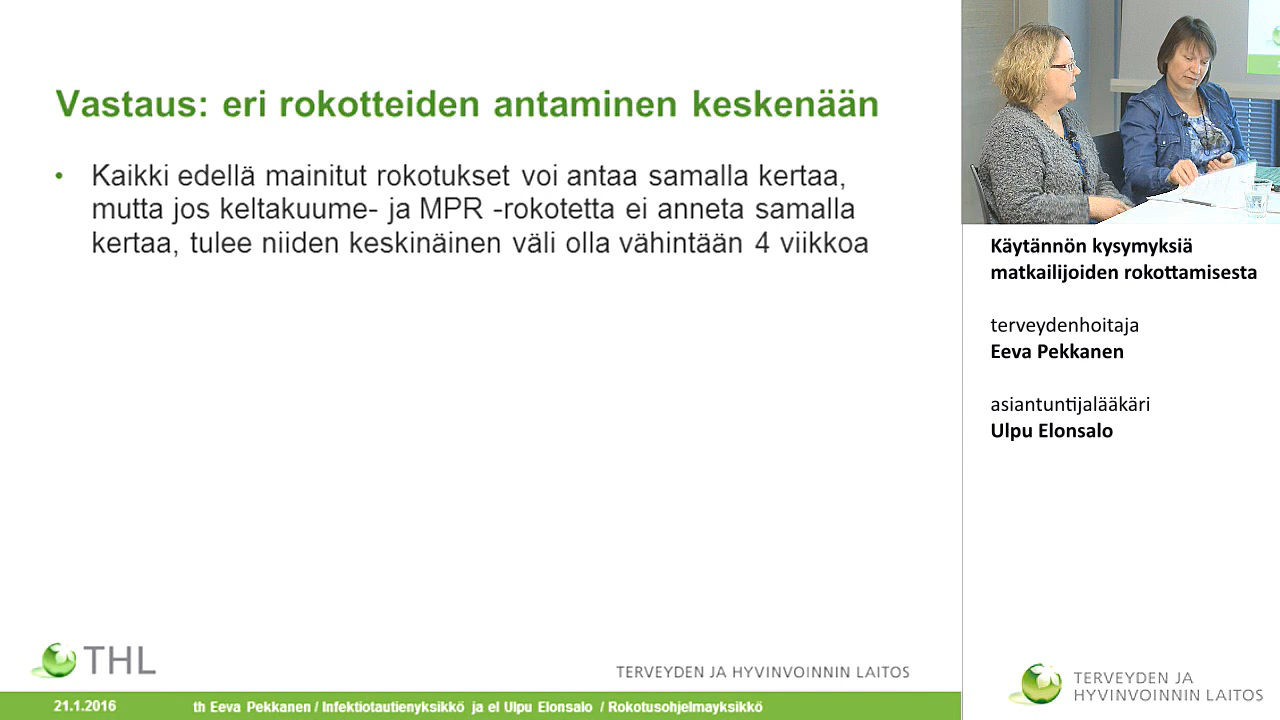 Vastaus: eri rokotteiden antaminen keskenään
• Kaikki edellä mainitut rokotukset voi antaa samalla kertaa,
mutta jos keltakuume- ja MPR -rokotetta ei anneta samalla
kertaa, tulee niiden keskinäinen väli olla vähintään 4 viikkoa
THL
TERVEYDEN JA HYVINVOINNIN LAITOS
21.1.2016
th Eeva Pekkanen / Infektiotautienyksikkö ja el Ulpu Elonsalo / Rokotusohjelmayksikkö
Käytännön kysymyksiä
matkailijoiden rokottamisesta
terveydenhoitaja
Eeva Pekkanen
asiantuntijalääkäri
Ulpu Elonsalo
TERVEYDEN JA
HYVINVOINNIN LAITOS